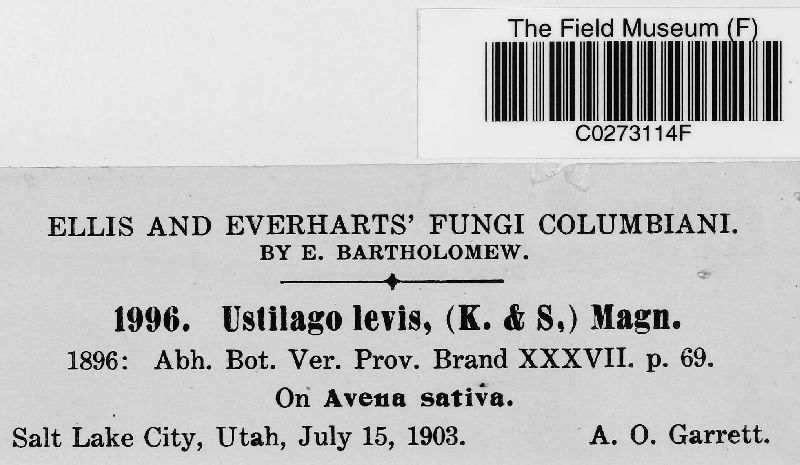 The Field Museum (F)
C0273114F
ELLIS AND EVERHARTS' FUNGI COLUMBIANI.
BY E. BARTHOLOMEW.
1996. Ustilago levis, (K. & S,) Magn.
1896: Abh. Bot. Ver. Prov. Brand XXXVII. p. 69.
On Avena sativa.
Salt Lake City, Utah, July 15, 1903. A. O. Garrett.